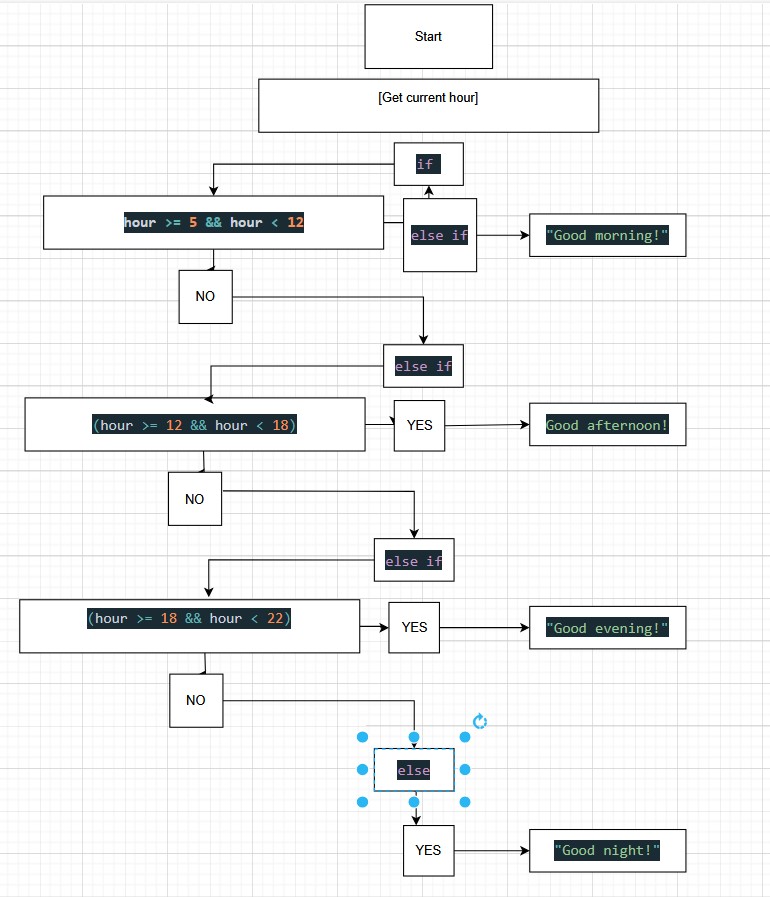 Start
[Get current hour]
if
hour >= 5 && hour < 12
else if
"Good morning!"
NO
else if
(hour >= 12 && hour < 18)
YES
Good afternoon!
NO
else if
(hour >= 18 && hour < 22)
YES
"Good evening!"
NO
else
YES
"Good night!"